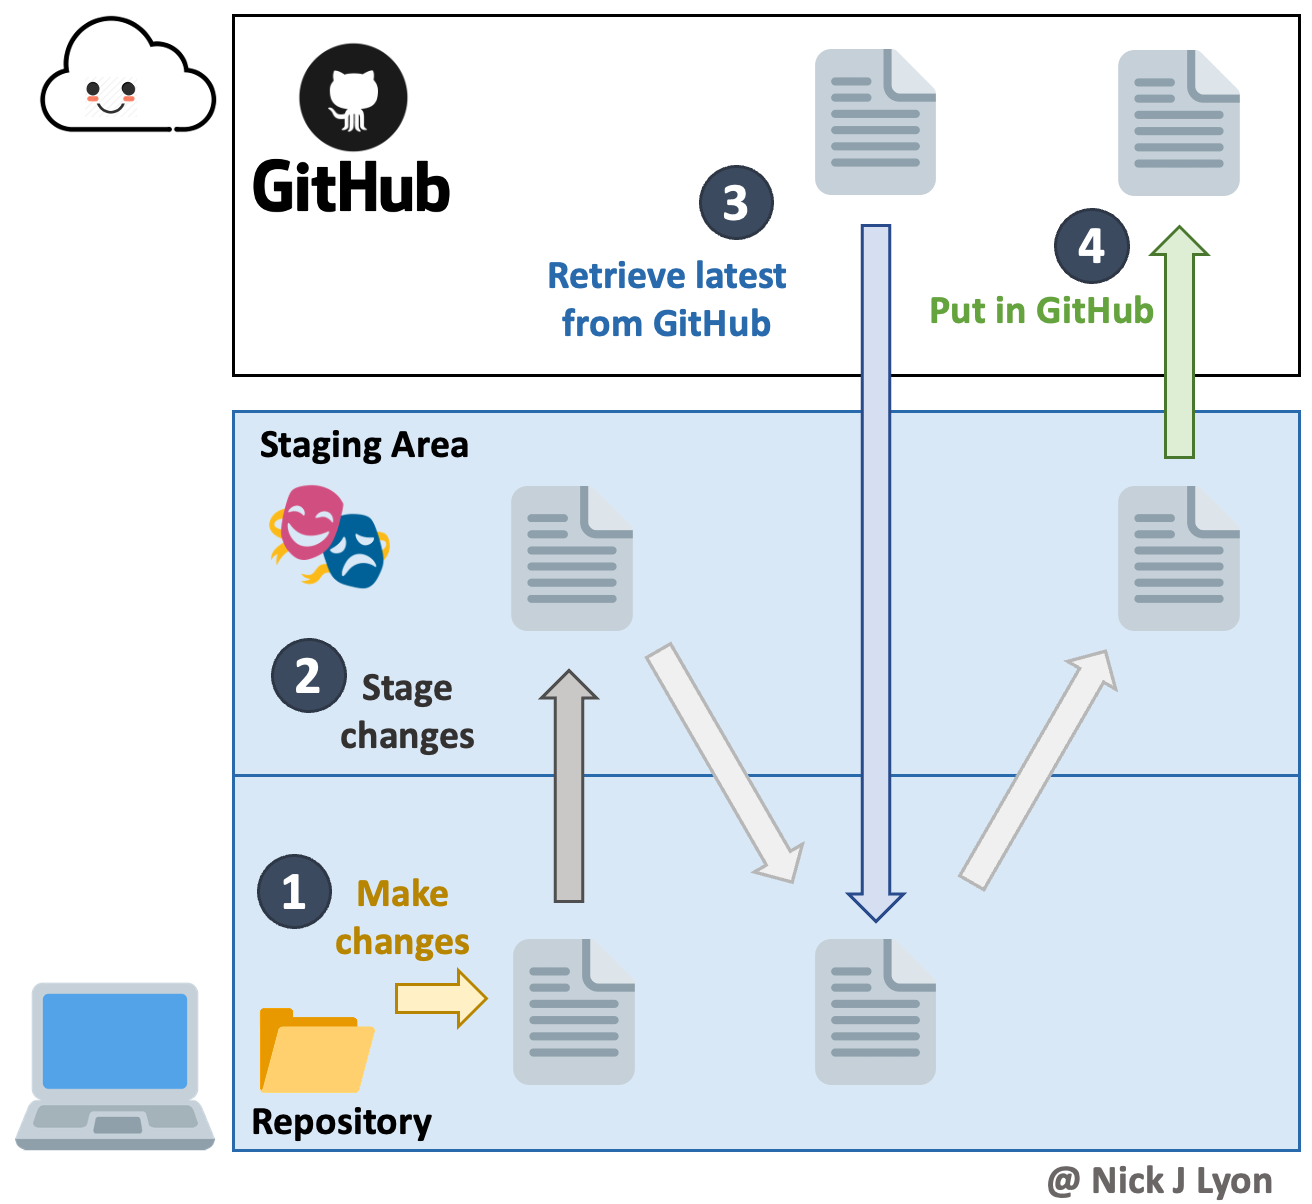 GitHub
3
Retrieve latest
from GitHub
4
Put in GitHub
Staging Area
2
Stage
changes
1
Make
changes
Repository
@ Nick J Lyon